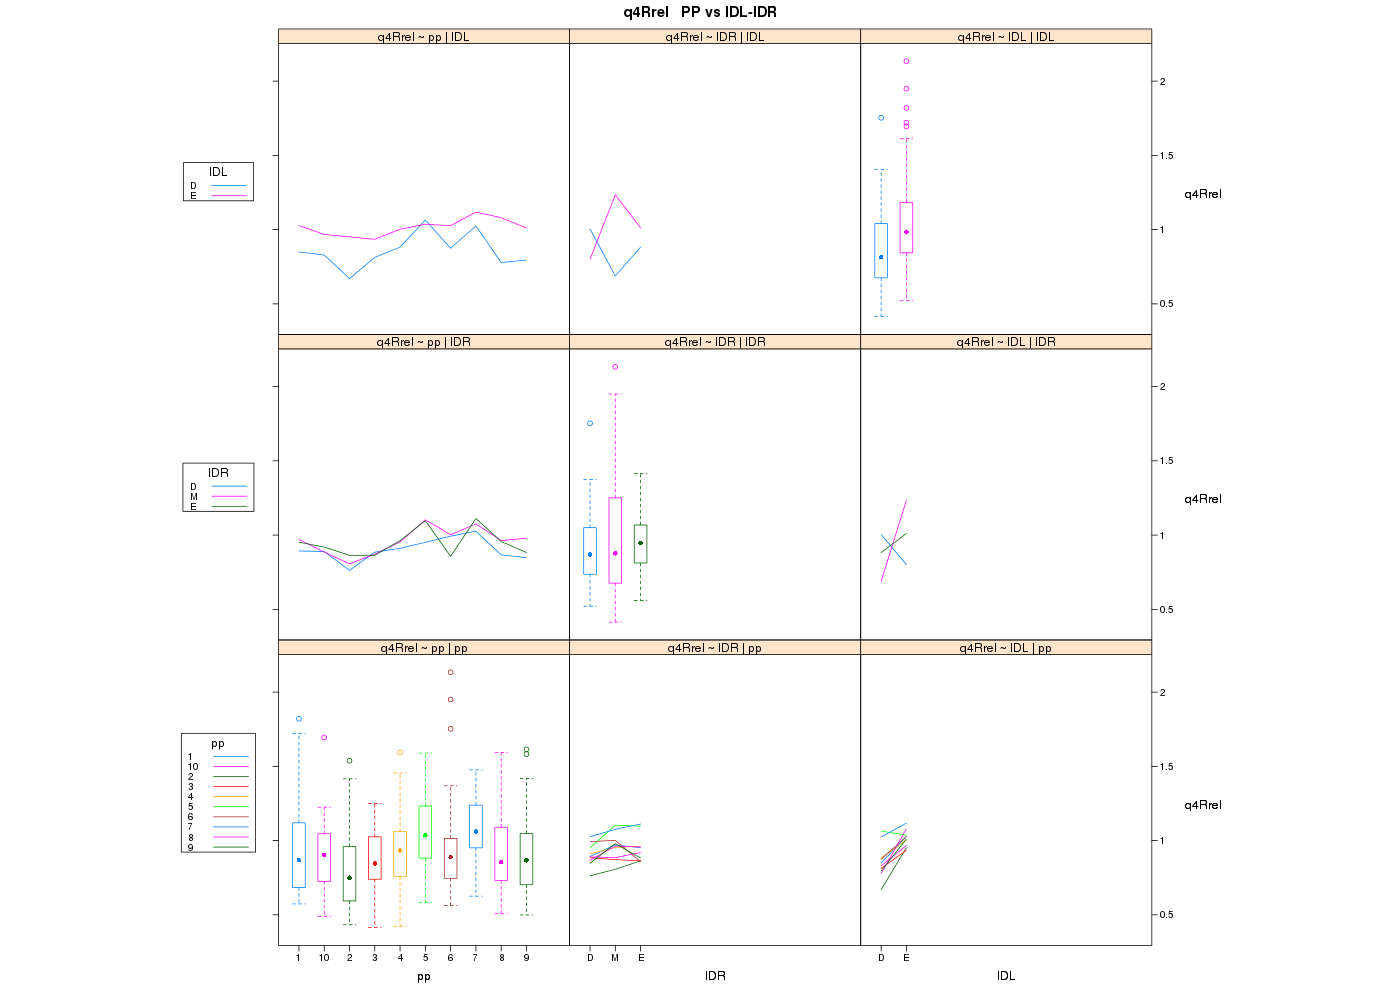 q4Rrel   PP vs IDL-IDR
q4Rrel ~ pp | IDL
q4Rrel ~ IDR | IDL
q4Rrel ~ IDL | IDL
2
1.5
1
0.5
q4Rrel
IDL
D
E
q4Rrel ~ pp | IDR
q4Rrel ~ IDR | IDR
q4Rrel ~ IDL | IDR
2
1.5
1
0.5
q4Rrel
IDR
D
M
E
q4Rrel ~ pp | pp
q4Rrel ~ IDR | pp
q4Rrel ~ IDL | pp
2
1.5
1
0.5
q4Rrel
pp
1
10
2
3
4
5
6
7
8
9
1 10 2 3 4 5 6 7 8 9
D M E
D E
pp
IDR
IDL